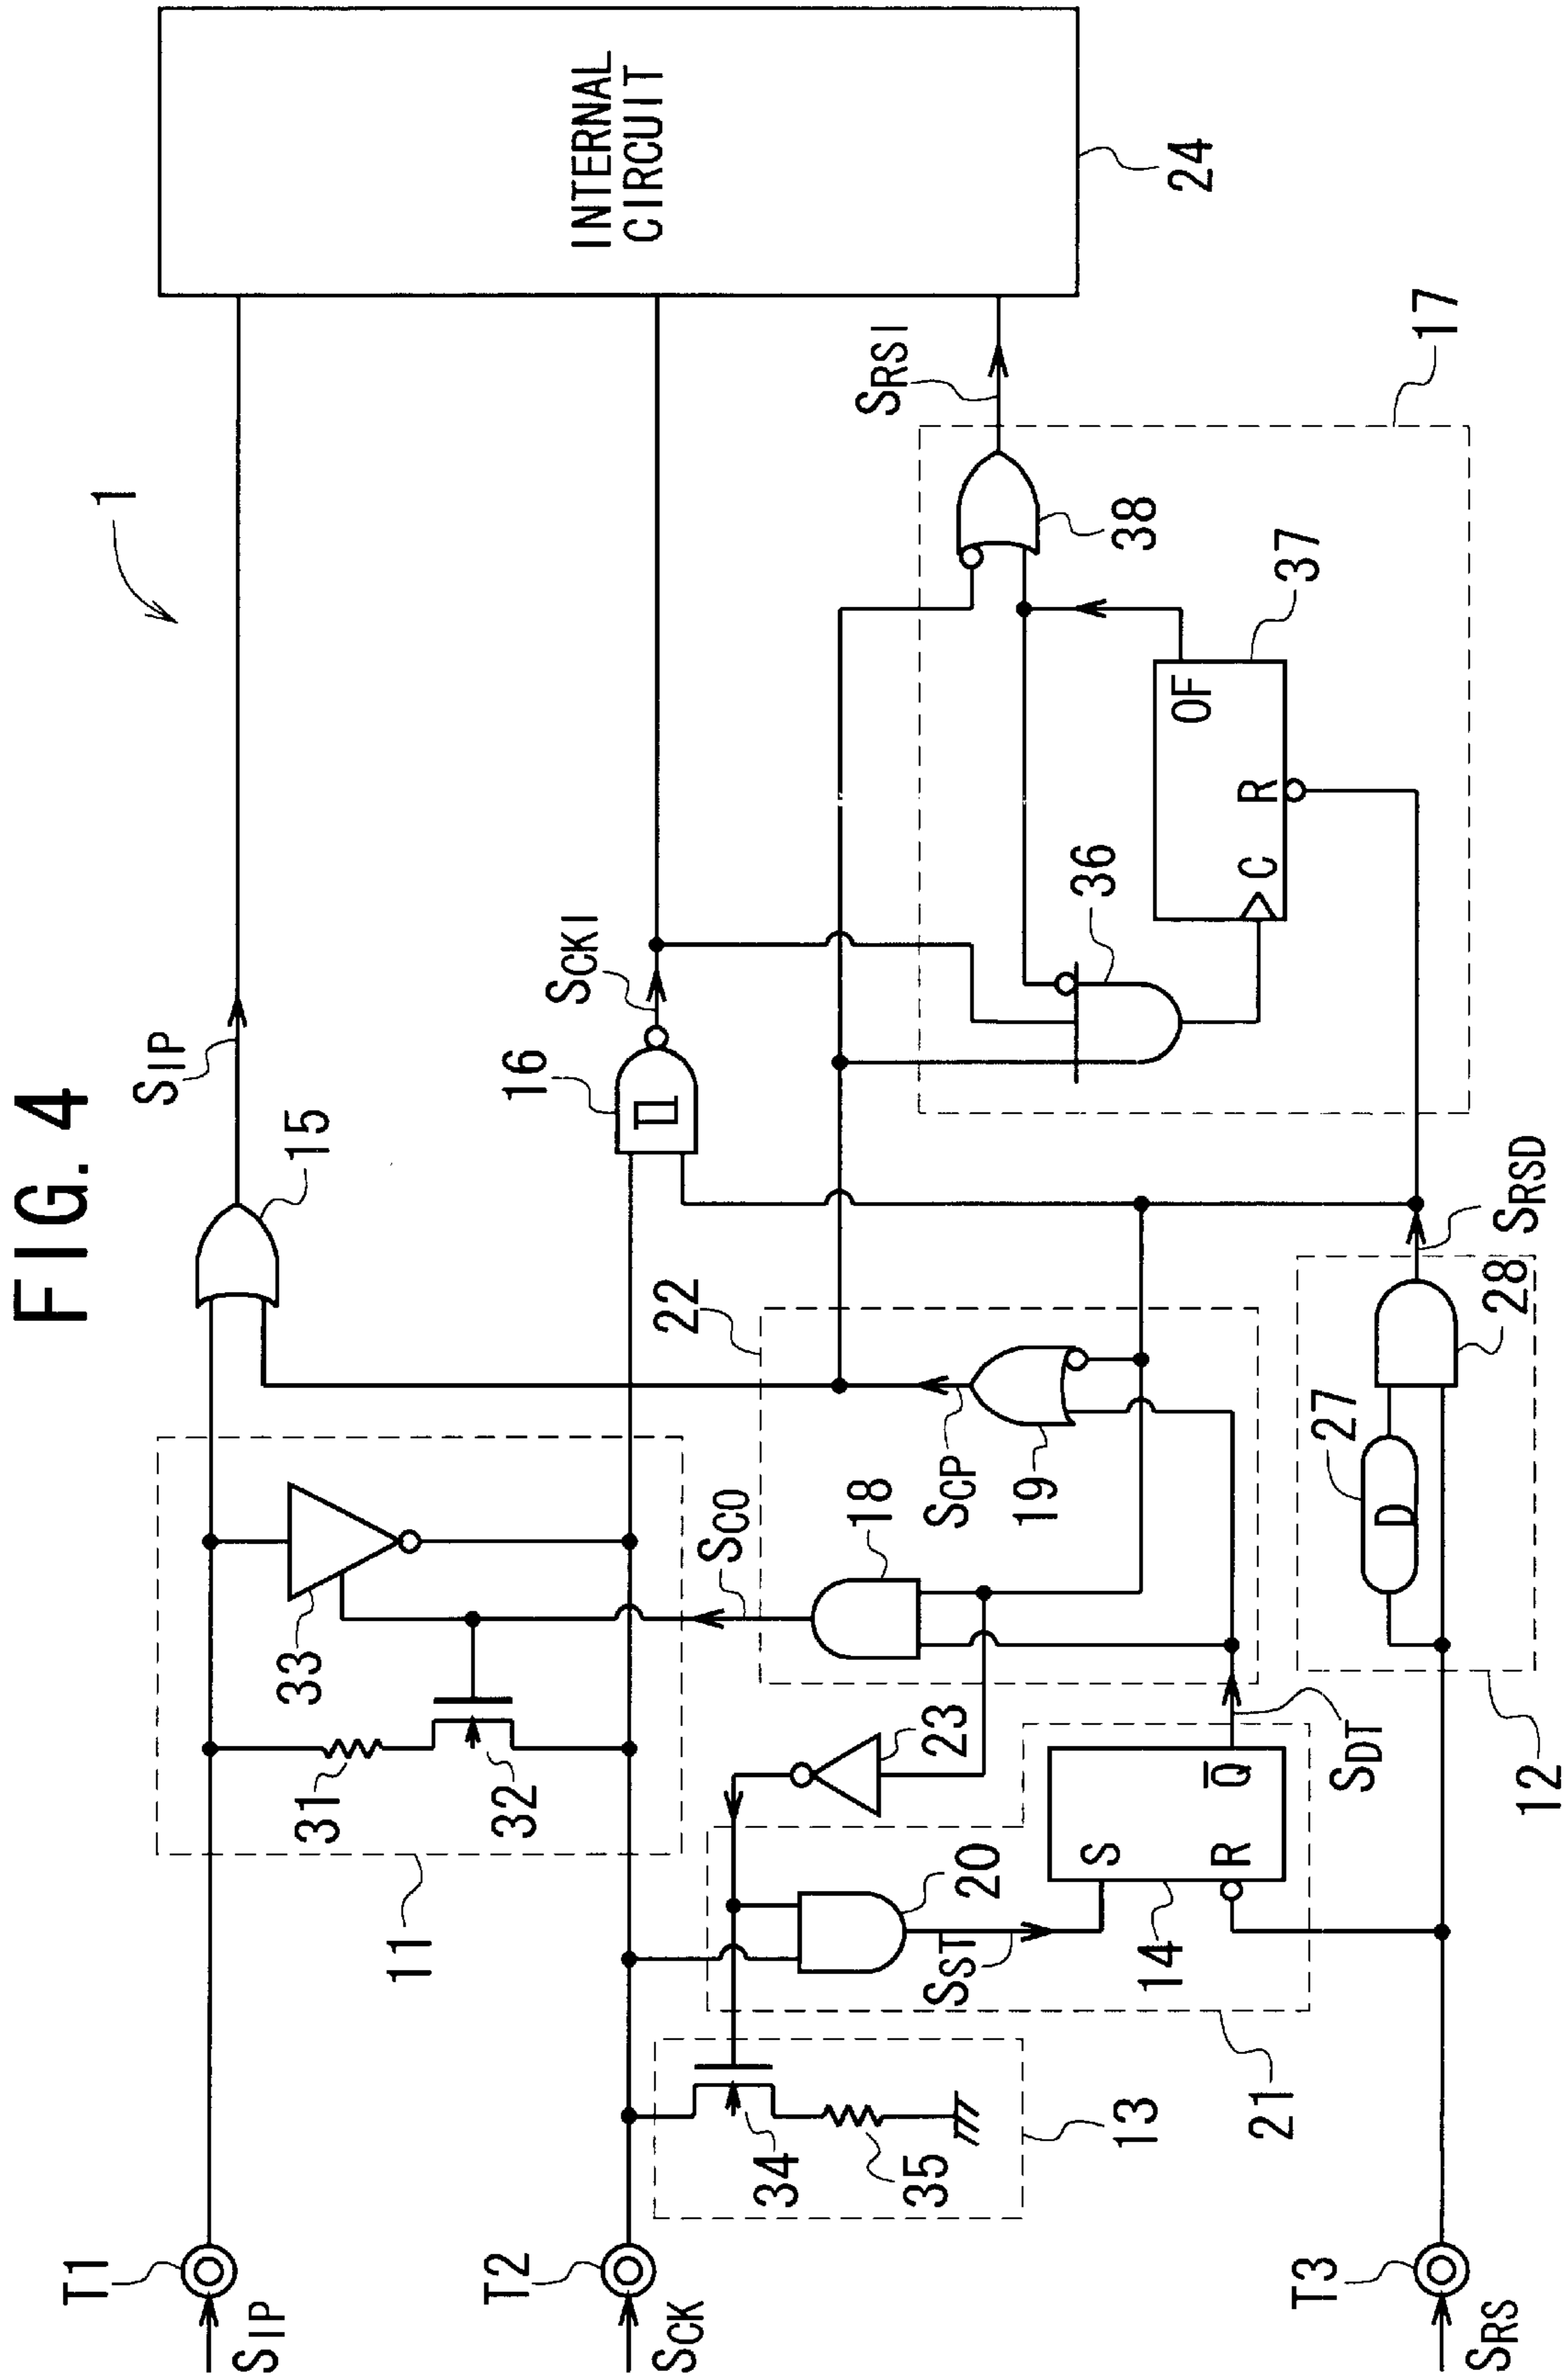 FIG. 4
1
T1
SIP
11
31
33
32
15
SIP
INTERNAL
CIRCUIT
24
T2
SCK
SCO
16
SCKI
13
34
35
21
20
SST
23
S
R
Q̅
14
SDT
22
18
19
SCP
SRSI
17
36
38
37
C
R
OF
T3
SRS
12
27
D
28
SRSD